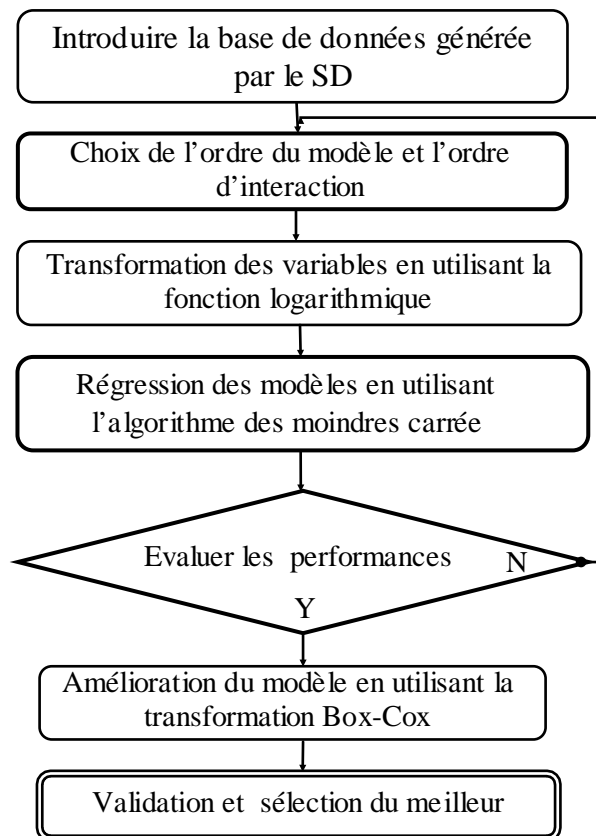 Introduire la base de données générée
par le SD
Choix de l’ordre du modèle et l’ordre
d’interaction
Transformation des variables en utilisant la
fonction logarithmique
Régression des modèles en utilisant
l’algorithme des moindres carrée
Evaluer les performances
N
Y
Amélioration du modèle en utilisant la
transformation Box-Cox
Validation et sélection du meilleur